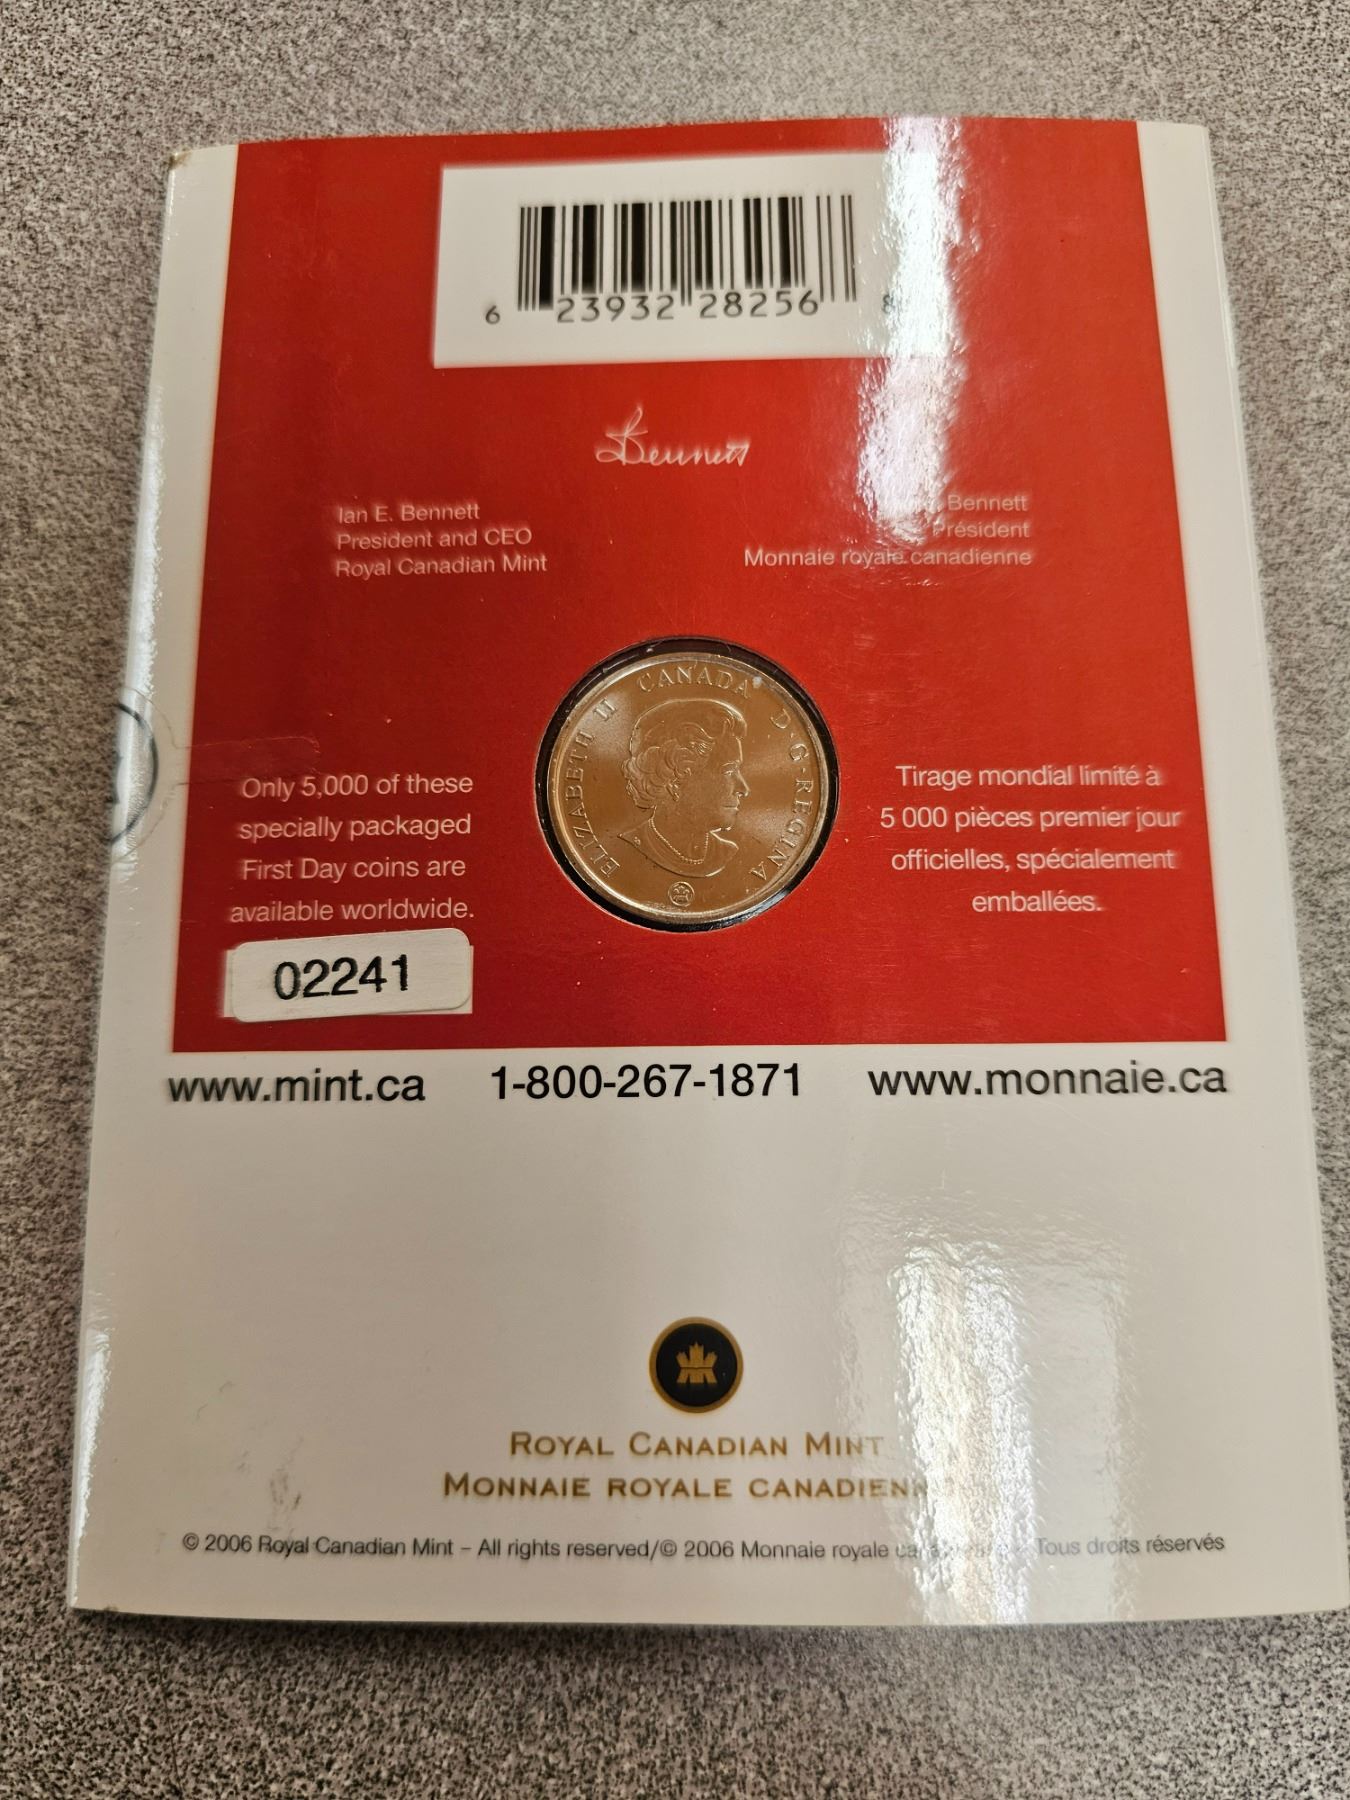 6 23932 28256 8
Bennett
Ian E. Bennett
President and CEO
Royal Canadian Mint
Bennett
Président
Monnaie royale canadienne
ELIZABETH II CANADA D·G·REGINA
Only 5,000 of these
specially packaged
First Day coins are
available worldwide.
Tirage mondial limité à
5 000 pièces premier jour
officielles, spécialement
emballées.
02241
www.mint.ca 1-800-267-1871 www.monnaie.ca
ROYAL CANADIAN MINT
MONNAIE ROYALE CANADIENN
© 2006 Royal Canadian Mint – All rights reserved/© 2006 Monnaie royale Tous droits réservés